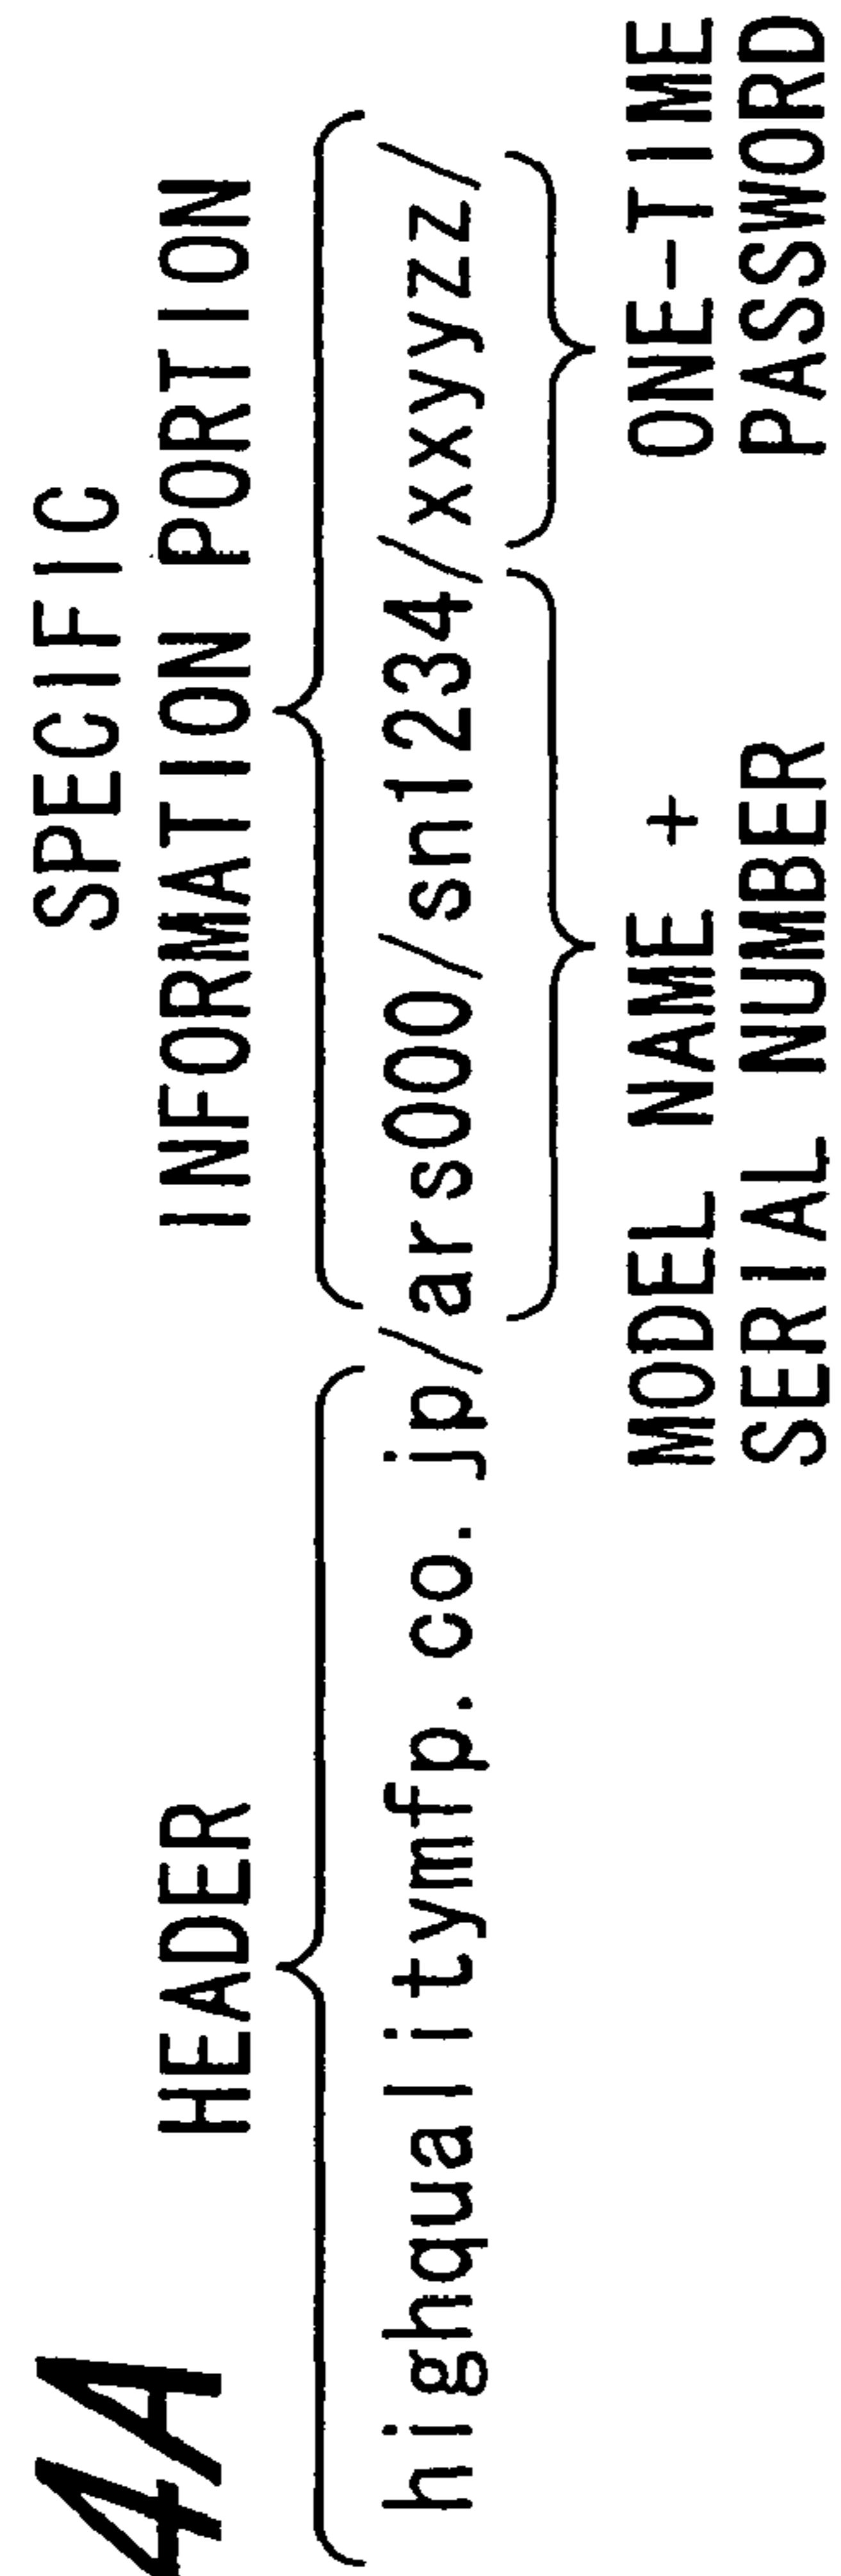 4A
HEADER
SPECIFIC
INFORMATION PORTION
highqualitymfp.co.jp/ars000/sn1234/xxyyzz/
MODEL NAME +
SERIAL NUMBER
ONE-TIME
PASSWORD